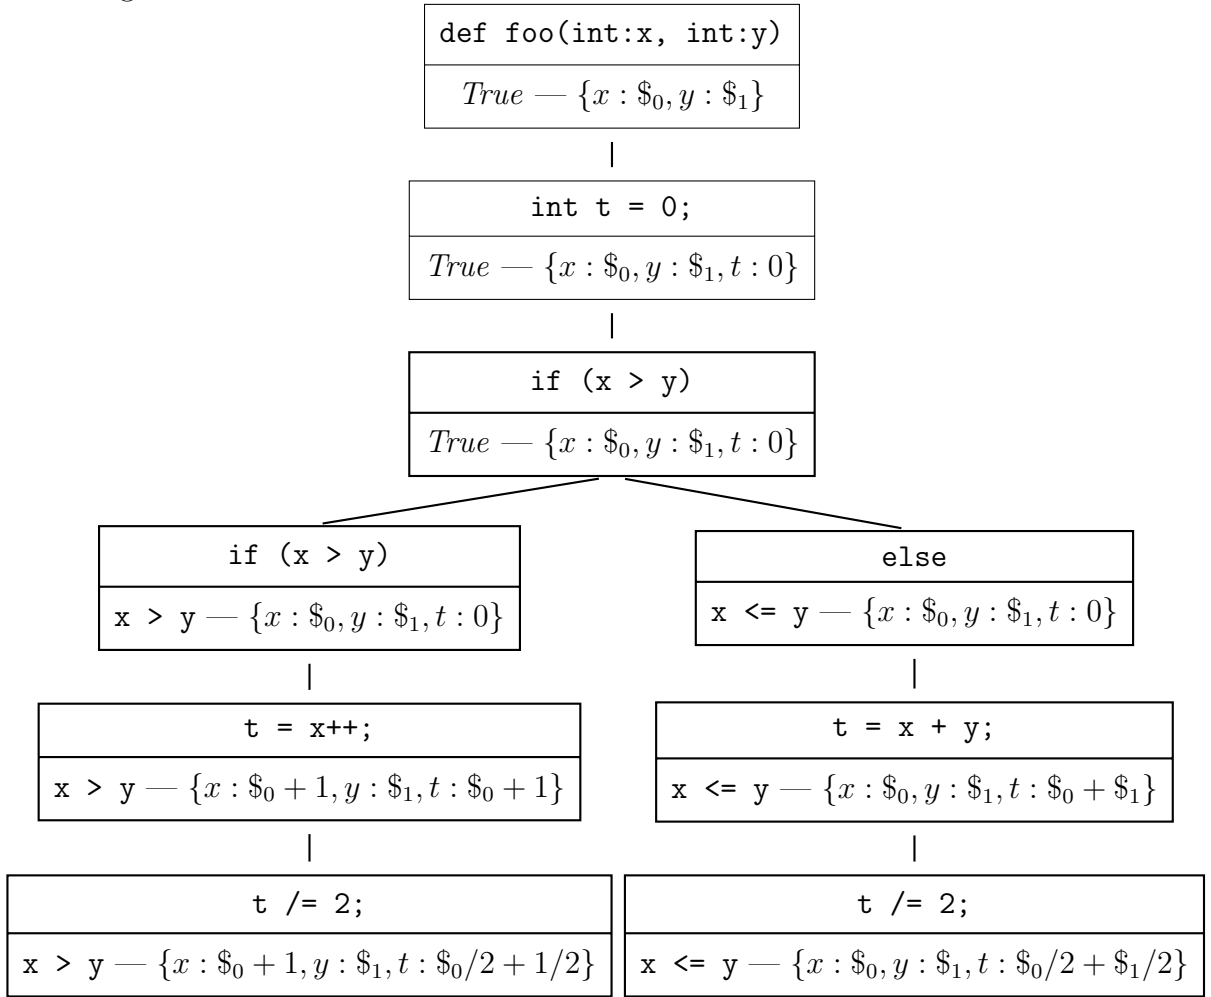 def foo(int:x, int:y)
True — {x : $₀, y : $₁}
int t = 0;
True — {x : $₀, y : $₁, t : 0}
if (x > y)
True — {x : $₀, y : $₁, t : 0}
if (x > y)
x > y — {x : $₀, y : $₁, t : 0}
else
x <= y — {x : $₀, y : $₁, t : 0}
t = x++;
x > y — {x : $₀ + 1, y : $₁, t : $₀ + 1}
t = x + y;
x <= y — {x : $₀, y : $₁, t : $₀ + $₁}
t /= 2;
x > y — {x : $₀ + 1, y : $₁, t : $₀/2 + 1/2}
t /= 2;
x <= y — {x : $₀, y : $₁, t : $₀/2 + $₁/2}